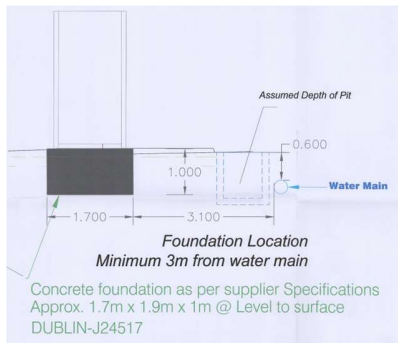 Assumed Depth of Pit
0.600
1.000
Water Main
1.700
3.100
Foundation Location
Minimum 3m from water main
Concrete foundation as per supplier Specifications
Approx. 1.7m x 1.9m x 1m @ Level to surface
DUBLIN-J24517